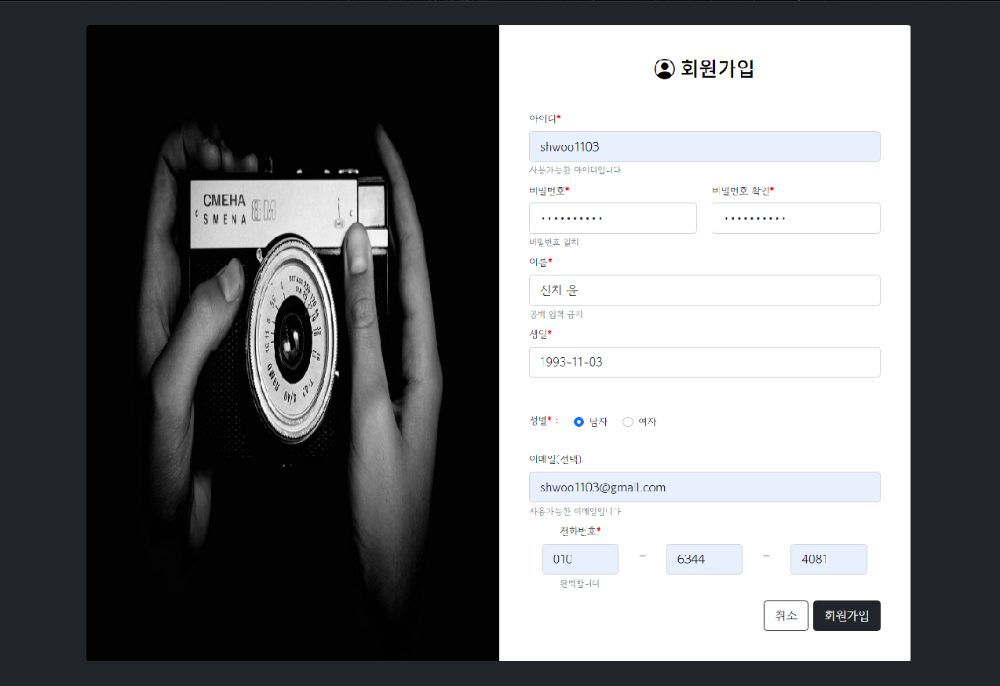 CMEHA
SMENA 8M
회원가입
아이디*
shwoo1103
사용가능한 아이디입니다
비밀번호* 비밀번호 확인*
•••••••••• ••••••••••
비밀번호 일치
이름*
신치 윤
공백 입력 금지
생일*
1993-11-03
성별* : 남자 여자
이메일(선택)
shwoo1103@gmail.com
사용가능한 이메일입니다
전화번호*
010 - 6344 - 4081
완벽합니다
취소 회원가입